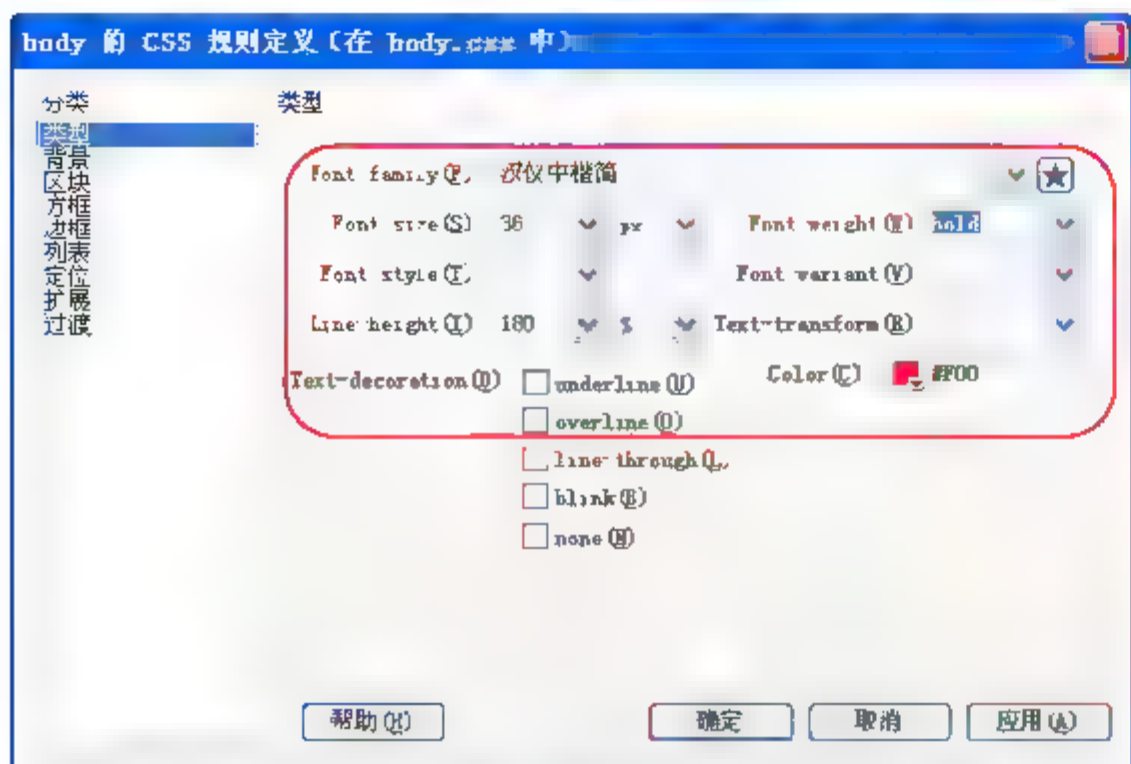 body 的 CSS 规则定义（在 body.css 中）
分类
类型
背景
区块
方框
边框
列表
定位
扩展
过渡
类型
Font family(F) 汉仪中楷简
Font size(S) 36 px Font weight(W) bold
Font style(T) Font variant(V)
Line height(I) 180 % Text-transform(R)
Text-decoration(D) underline(U) Color(C) #F00
overline(O)
line-through(L)
blink(B)
none(N)
帮助(H) 确定 取消 应用(A)